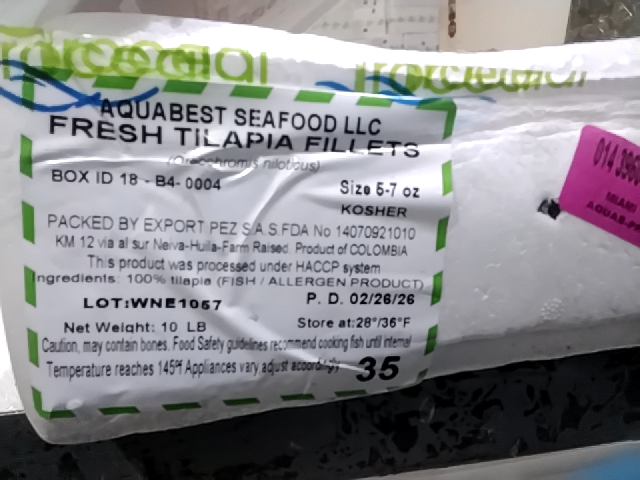 AQUABEST SEAFOOD LLC
FRESH TILAPIA FILLETS
(Oreochromis niloticus)
BOX ID 18 - B4- 0004
Size 5-7 oz
KOSHER
PACKED BY EXPORT PEZ S.A.S.FDA No 14070921010
KM 12 via al sur Neiva-Huila-Farm Raised. Product of COLOMBIA
This product was processed under HACCP system
Ingredients: 100% tilapia (FISH / ALLERGEN PRODUCT)
LOT:WNE1057
P. D. 02/26/26
Net Weight: 10 LB
Store at:28°/36°F
Caution, may contain bones. Food Safety guidelines recommend cooking fish until internal
Temperature reaches 145°f Appliances vary adjust accordingly
35
MIAMI